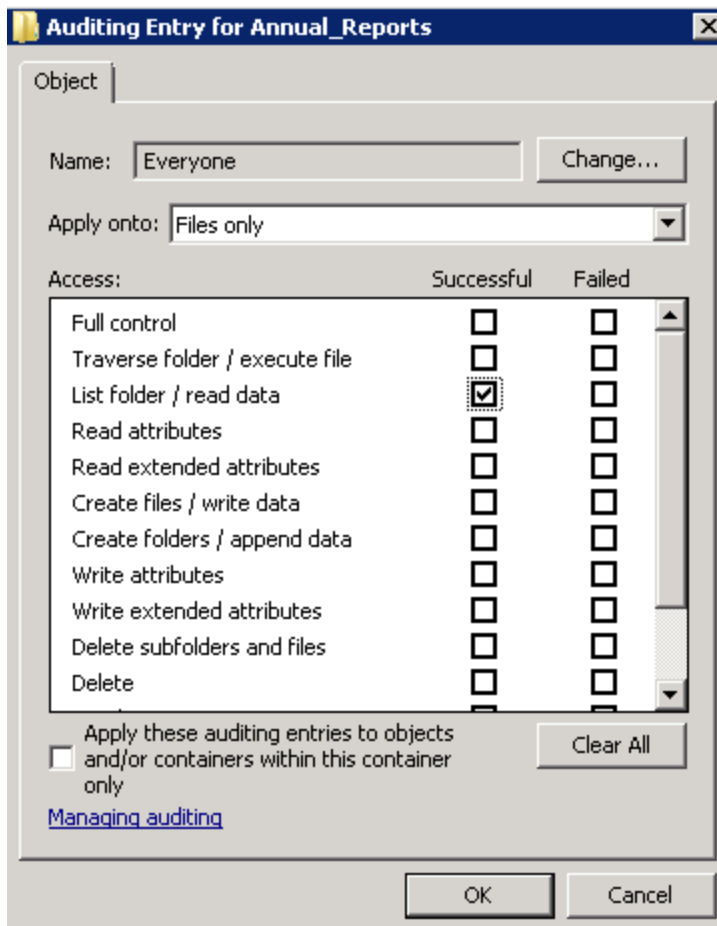 Auditing Entry for Annual_Reports
Object
Name: Everyone Change...
Apply onto: Files only
Access: Successful Failed
Full control
Traverse folder / execute file
List folder / read data
Read attributes
Read extended attributes
Create files / write data
Create folders / append data
Write attributes
Write extended attributes
Delete subfolders and files
Delete
Apply these auditing entries to objects
and/or containers within this container
only
Clear All
Managing auditing
OK Cancel